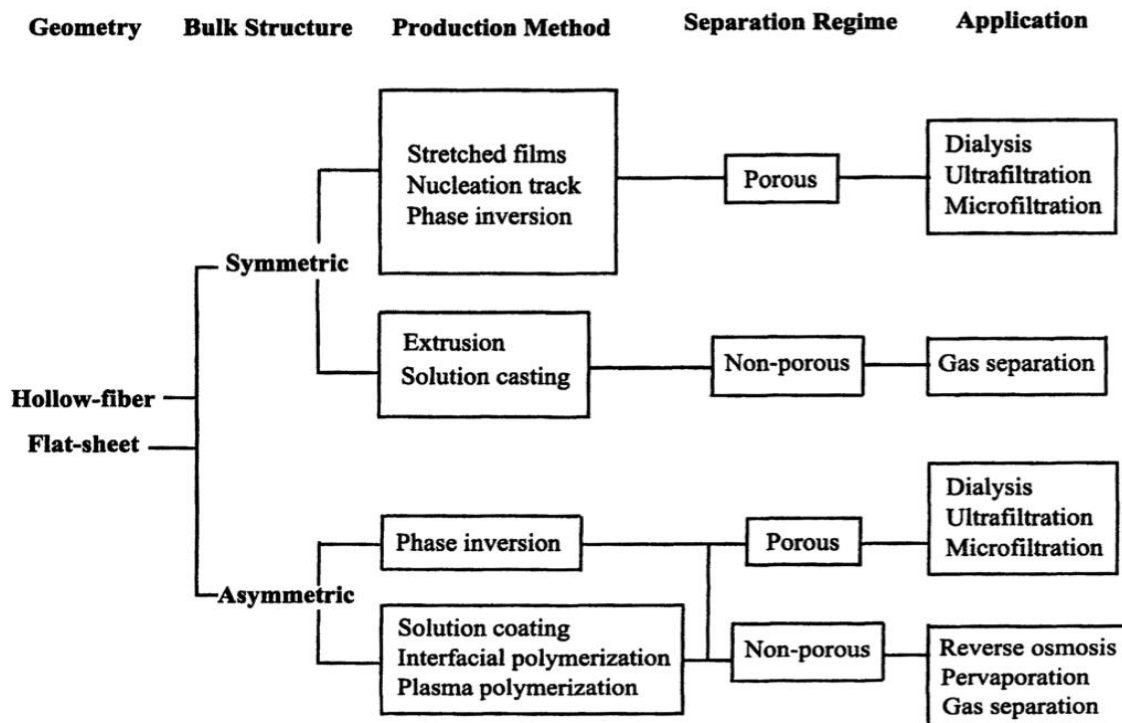 Geometry Bulk Structure Production Method Separation Regime Application
Stretched films
Nucleation track
Phase inversion
Porous
Dialysis
Ultrafiltration
Microfiltration
Symmetric
Extrusion
Solution casting
Non-porous
Gas separation
Hollow-fiber
Flat-sheet
Phase inversion
Porous
Dialysis
Ultrafiltration
Microfiltration
Asymmetric
Solution coating
Interfacial polymerization
Plasma polymerization
Non-porous
Reverse osmosis
Pervaporation
Gas separation